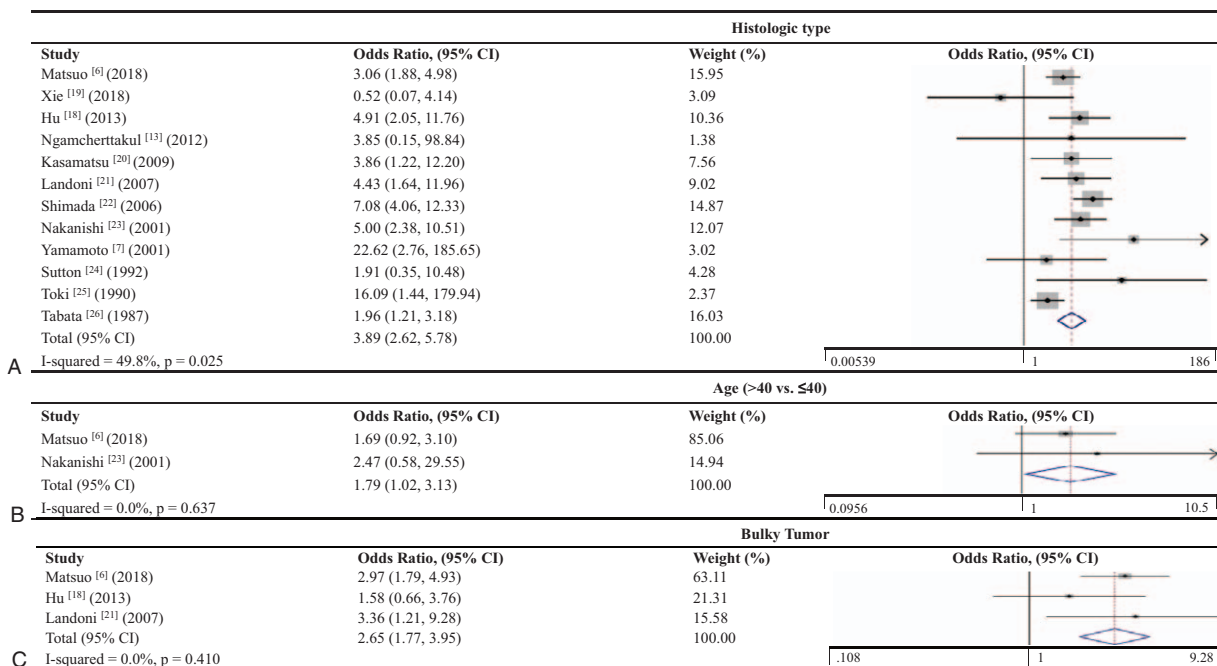 Histologic type
Study Odds Ratio, (95% CI) Weight (%) Odds Ratio, (95% CI)
Matsuo [6] (2018) 3.06 (1.88, 4.98) 15.95
Xie [19] (2018) 0.52 (0.07, 4.14) 3.09
Hu [18] (2013) 4.91 (2.05, 11.76) 10.36
Ngamcherttakul [13] (2012) 3.85 (0.15, 98.84) 1.38
Kasamatsu [20] (2009) 3.86 (1.22, 12.20) 7.56
Landoni [21] (2007) 4.43 (1.64, 11.96) 9.02
Shimada [22] (2006) 7.08 (4.06, 12.33) 14.87
Nakanishi [23] (2001) 5.00 (2.38, 10.51) 12.07
Yamamoto [7] (2001) 22.62 (2.76, 185.65) 3.02
Sutton [24] (1992) 1.91 (0.35, 10.48) 4.28
Toki [25] (1990) 16.09 (1.44, 179.94) 2.37
Tabata [26] (1987) 1.96 (1.21, 3.18) 16.03
Total (95% CI) 3.89 (2.62, 5.78) 100.00
A I-squared = 49.8%, p = 0.025 0.00539 1 186
Age (>40 vs. ≤40)
Study Odds Ratio, (95% CI) Weight (%) Odds Ratio, (95% CI)
Matsuo [6] (2018) 1.69 (0.92, 3.10) 85.06
Nakanishi [23] (2001) 2.47 (0.58, 29.55) 14.94
Total (95% CI) 1.79 (1.02, 3.13) 100.00
B I-squared = 0.0%, p = 0.637 0.0956 1 10.5
Bulky Tumor
Study Odds Ratio, (95% CI) Weight (%) Odds Ratio, (95% CI)
Matsuo [6] (2018) 2.97 (1.79, 4.93) 63.11
Hu [18] (2013) 1.58 (0.66, 3.76) 21.31
Landoni [21] (2007) 3.36 (1.21, 9.28) 15.58
Total (95% CI) 2.65 (1.77, 3.95) 100.00
C I-squared = 0.0%, p = 0.410 .108 1 9.28